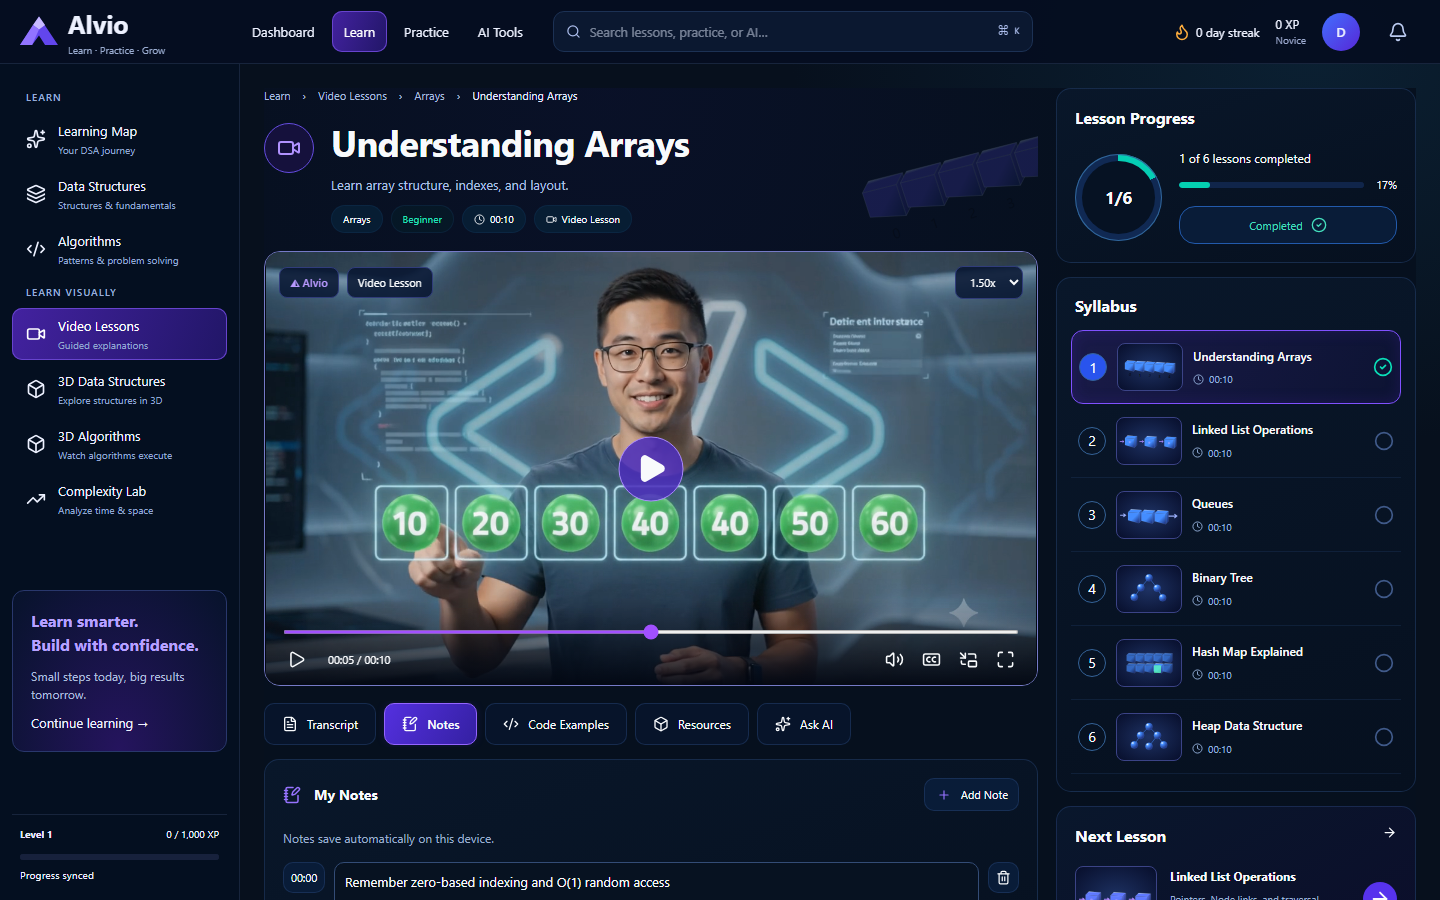 Alvio
Learn · Practice · Grow
Dashboard
Learn
Practice
AI Tools
Search lessons, practice, or AI...
⌘ K
0 day streak
0 XP
Novice
D
LEARN
Learning Map
Your DSA journey
Data Structures
Structures & fundamentals
Algorithms
Patterns & problem solving
LEARN VISUALLY
Video Lessons
Guided explanations
3D Data Structures
Explore structures in 3D
3D Algorithms
Watch algorithms execute
Complexity Lab
Analyze time & space
Learn smarter.
Build with confidence.
Small steps today, big results
tomorrow.
Continue learning →
Level 1
0 / 1,000 XP
Progress synced
Learn › Video Lessons › Arrays › Understanding Arrays
Understanding Arrays
Learn array structure, indexes, and layout.
Arrays
Beginner
00:10
Video Lesson
Alvio
Video Lesson
1.50x
10 20 30 40 40 50 60
00:05 / 00:10
CC
Transcript
Notes
Code Examples
Resources
Ask AI
My Notes
+ Add Note
Notes save automatically on this device.
00:00
Remember zero-based indexing and O(1) random access
Lesson Progress
1/6
1 of 6 lessons completed
17%
Completed
Syllabus
1
Understanding Arrays
00:10
2
Linked List Operations
00:10
3
Queues
00:10
4
Binary Tree
00:10
5
Hash Map Explained
00:10
6
Heap Data Structure
00:10
Next Lesson
→
Linked List Operations
Pointers, Node links, and traversal